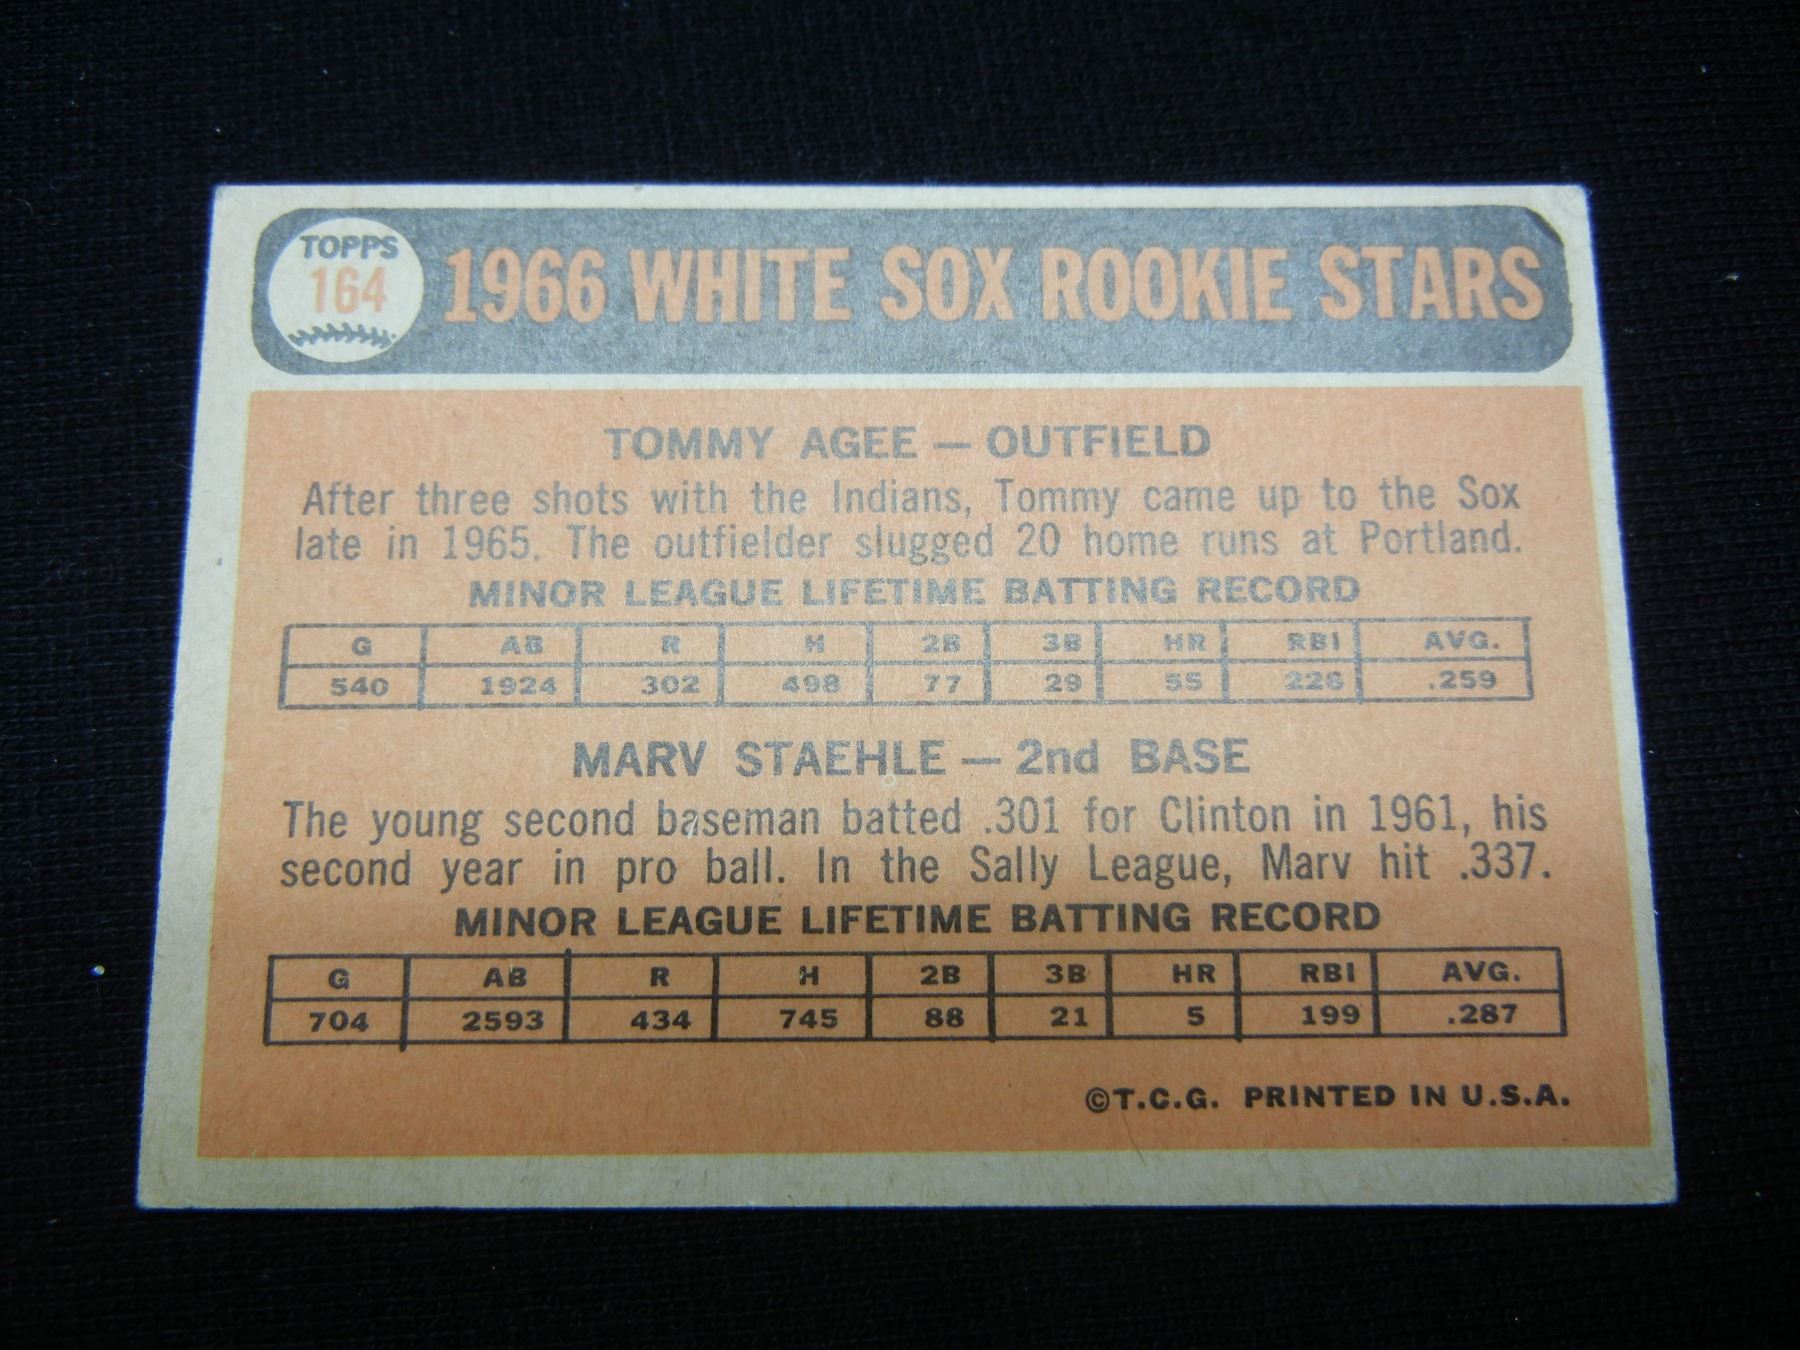 TOPPS
164
1966 WHITE SOX ROOKIE STARS
TOMMY AGEE — OUTFIELD
After three shots with the Indians, Tommy came up to the Sox
late in 1965. The outfielder slugged 20 home runs at Portland.
MINOR LEAGUE LIFETIME BATTING RECORD
G AB R H 2B 3B HR RBI AVG.
540 1924 302 498 77 29 55 226 .259
MARV STAEHLE — 2nd BASE
The young second baseman batted .301 for Clinton in 1961, his
second year in pro ball. In the Sally League, Marv hit .337.
MINOR LEAGUE LIFETIME BATTING RECORD
G AB R H 2B 3B HR RBI AVG.
704 2593 434 745 88 21 5 199 .287
©T.C.G. PRINTED IN U.S.A.